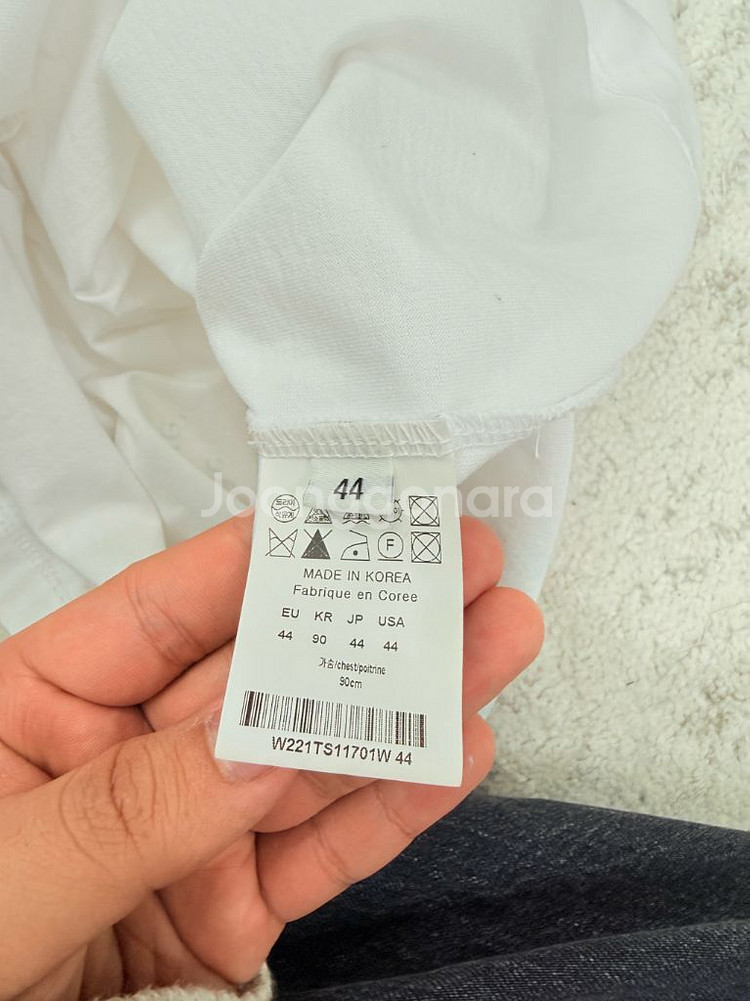 44
Joonggonara
F
MADE IN KOREA
Fabrique en Coree
EU KR JP USA
44 90 44 44
가슴/chest/poitrine
90cm
W221TS11701W 44